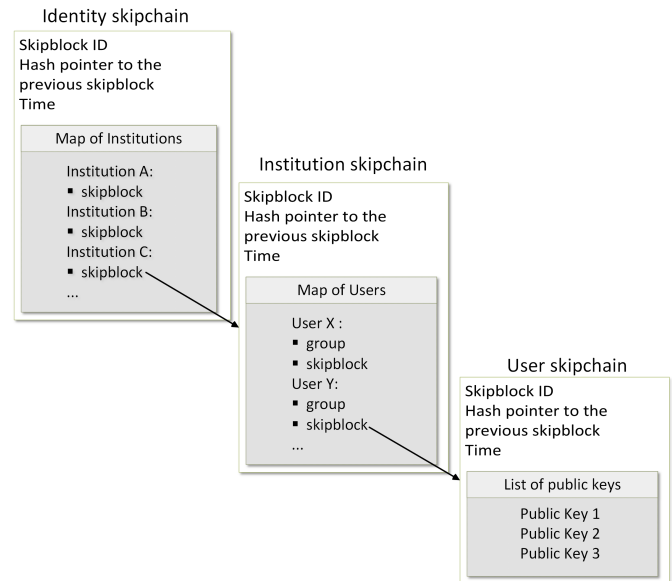 Identity skipchain
Skipblock ID
Hash pointer to the
previous skipblock
Time
Map of Institutions
Institution A:
▪ skipblock
Institution B:
▪ skipblock
Institution C:
▪ skipblock
...
Institution skipchain
Skipblock ID
Hash pointer to the
previous skipblock
Time
Map of Users
User X :
▪ group
▪ skipblock
User Y:
▪ group
▪ skipblock
...
User skipchain
Skipblock ID
Hash pointer to the
previous skipblock
Time
List of public keys
Public Key 1
Public Key 2
Public Key 3